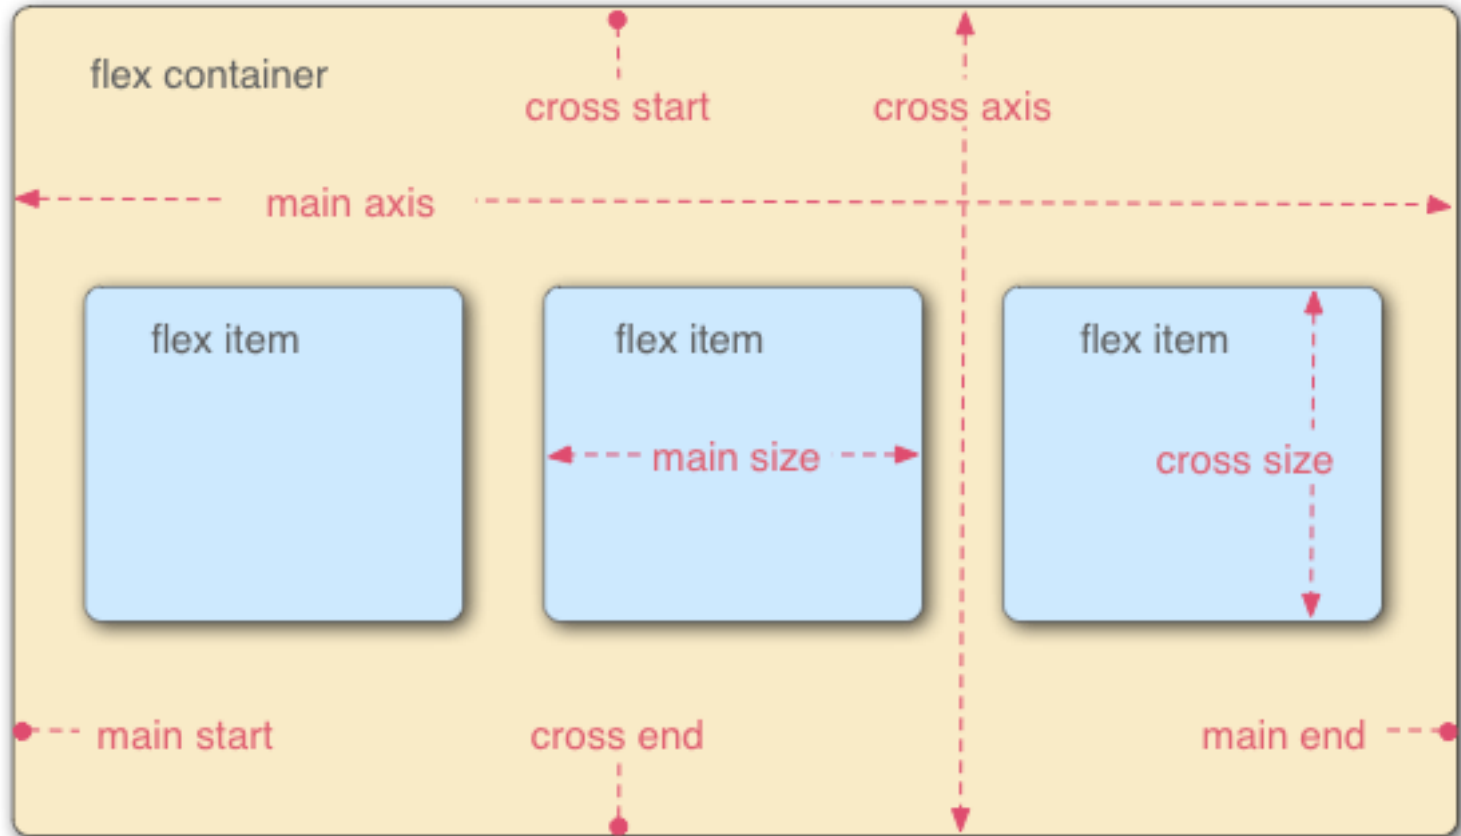 flex container
cross start
cross axis
main axis
flex item
flex item
flex item
main size
cross size
main start
cross end
main end